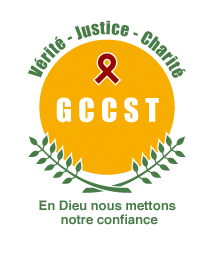 Vérité - Justice - Charité
GCCST
En Dieu nous mettons
notre confiance